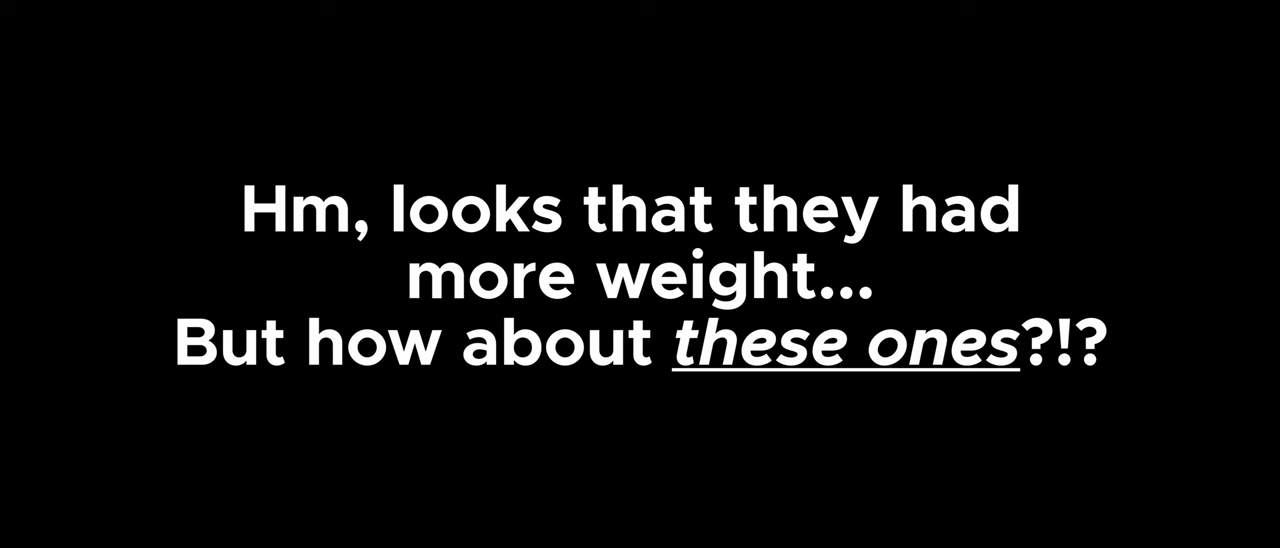 Hm, looks that they had
more weight...
But how about these ones?!?